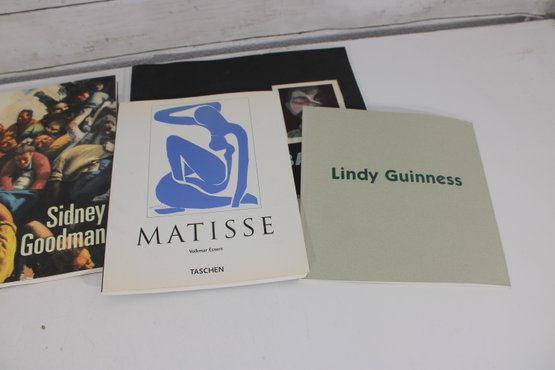 Sidney
Goodman
MATISSE
Volkmar Essers
TASCHEN
Lindy Guinness